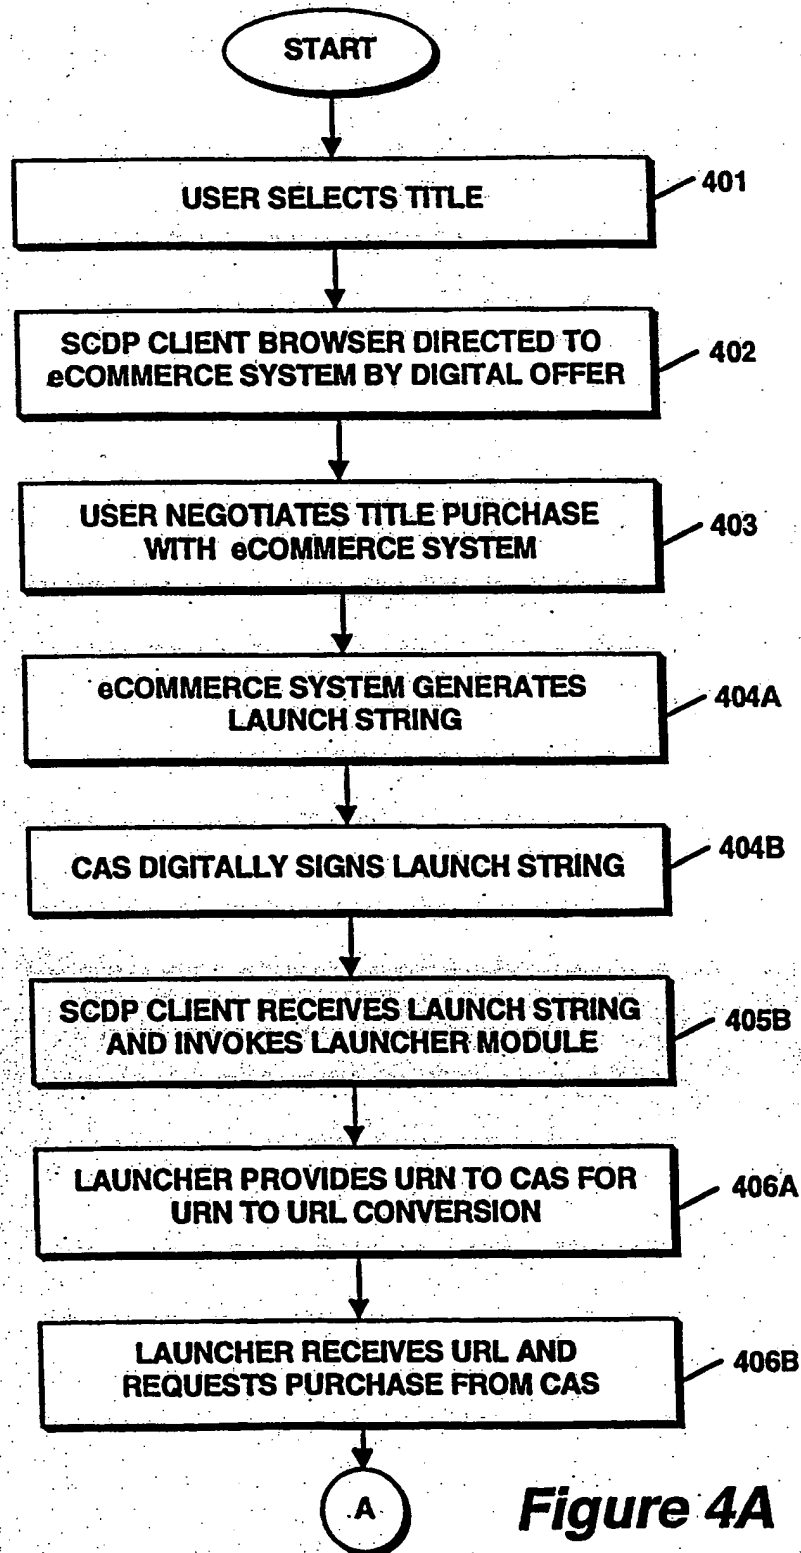 START
USER SELECTS TITLE
401
SCDP CLIENT BROWSER DIRECTED TO
eCOMMERCE SYSTEM BY DIGITAL OFFER
402
USER NEGOTIATES TITLE PURCHASE
WITH eCOMMERCE SYSTEM
403
eCOMMERCE SYSTEM GENERATES
LAUNCH STRING
404A
CAS DIGITALLY SIGNS LAUNCH STRING
404B
SCDP CLIENT RECEIVES LAUNCH STRING
AND INVOKES LAUNCHER MODULE
405B
LAUNCHER PROVIDES URN TO CAS FOR
URN TO URL CONVERSION
406A
LAUNCHER RECEIVES URL AND
REQUESTS PURCHASE FROM CAS
406B
A
Figure 4A